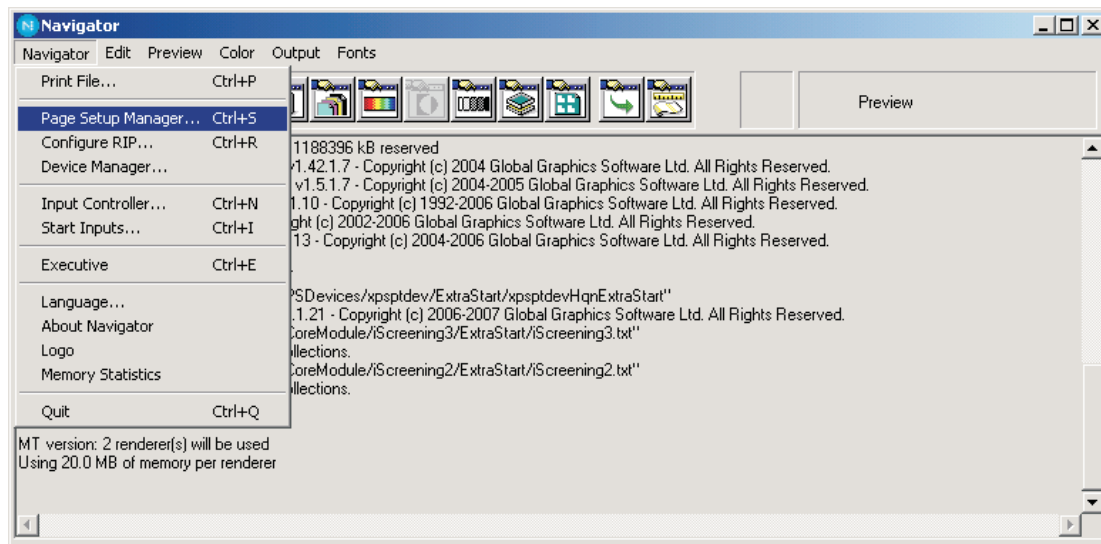 Navigator
Navigator Edit Preview Color Output Fonts
Print File... Ctrl+P
Page Setup Manager... Ctrl+S
Configure RIP... Ctrl+R
Device Manager...
Input Controller... Ctrl+N
Start Inputs... Ctrl+I
Executive Ctrl+E
Language...
About Navigator
Logo
Memory Statistics
Quit Ctrl+Q
Preview
1188396 kB reserved
v1.42.1.7 - Copyright (c) 2004 Global Graphics Software Ltd. All Rights Reserved.
v1.5.1.7 - Copyright (c) 2004-2005 Global Graphics Software Ltd. All Rights Reserved.
1.10 - Copyright (c) 1992-2006 Global Graphics Software Ltd. All Rights Reserved.
ght (c) 2002-2006 Global Graphics Software Ltd. All Rights Reserved.
13 - Copyright (c) 2004-2006 Global Graphics Software Ltd. All Rights Reserved.
PSDevices/xpsptdev/ExtraStart/xpsptdevHqnExtraStart"
.1.21 - Copyright (c) 2006-2007 Global Graphics Software Ltd. All Rights Reserved.
CoreModule/iScreening3/ExtraStart/iScreening3.txt"
llections.
CoreModule/iScreening2/ExtraStart/iScreening2.txt"
llections.
MT version: 2 renderer(s) will be used
Using 20.0 MB of memory per renderer